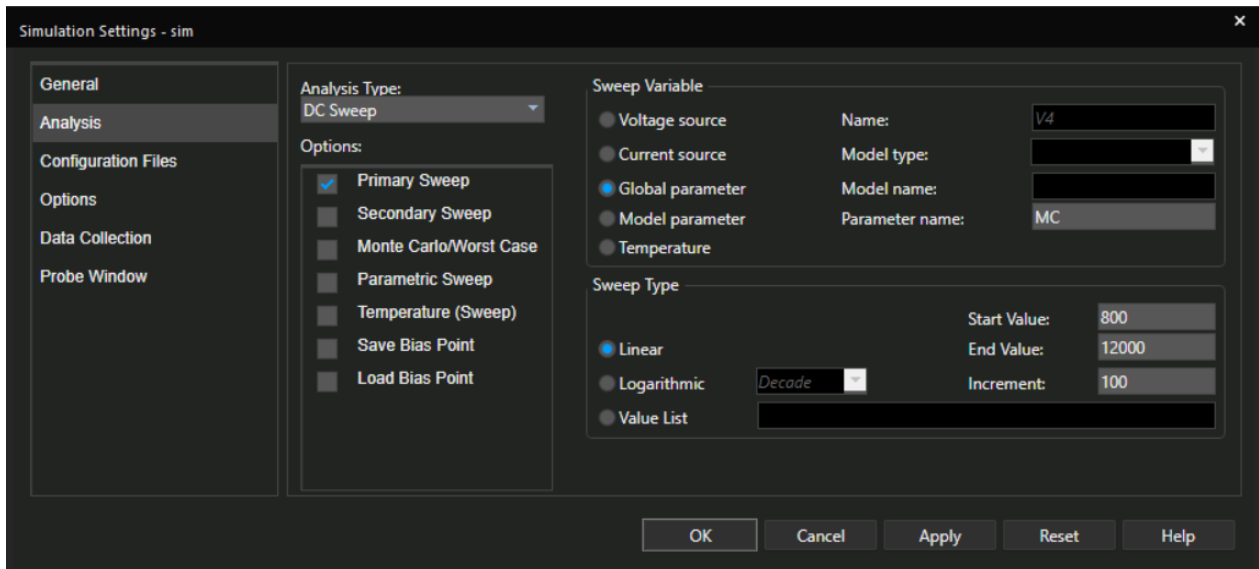 Simulation Settings - sim
×
General
Analysis
Configuration Files
Options
Data Collection
Probe Window
Analysis Type:
DC Sweep
Options:
Primary Sweep
Secondary Sweep
Monte Carlo/Worst Case
Parametric Sweep
Temperature (Sweep)
Save Bias Point
Load Bias Point
Sweep Variable
Voltage source
Name:
V4
Current source
Model type:
Global parameter
Model name:
Model parameter
Parameter name:
MC
Temperature
Sweep Type
Start Value:
800
Linear
End Value:
12000
Logarithmic
Decade
Increment:
100
Value List
OK
Cancel
Apply
Reset
Help